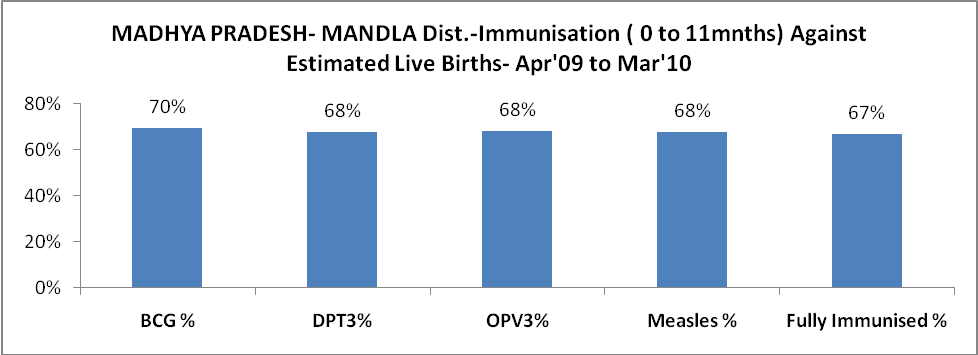 MADHYA PRADESH- MANDLA Dist.-Immunisation ( 0 to 11mnths) Against
Estimated Live Births- Apr'09 to Mar'10
80%
60%
40%
20%
0%
70%
68%
68%
68%
67%
BCG %
DPT3%
OPV3%
Measles %
Fully Immunised %